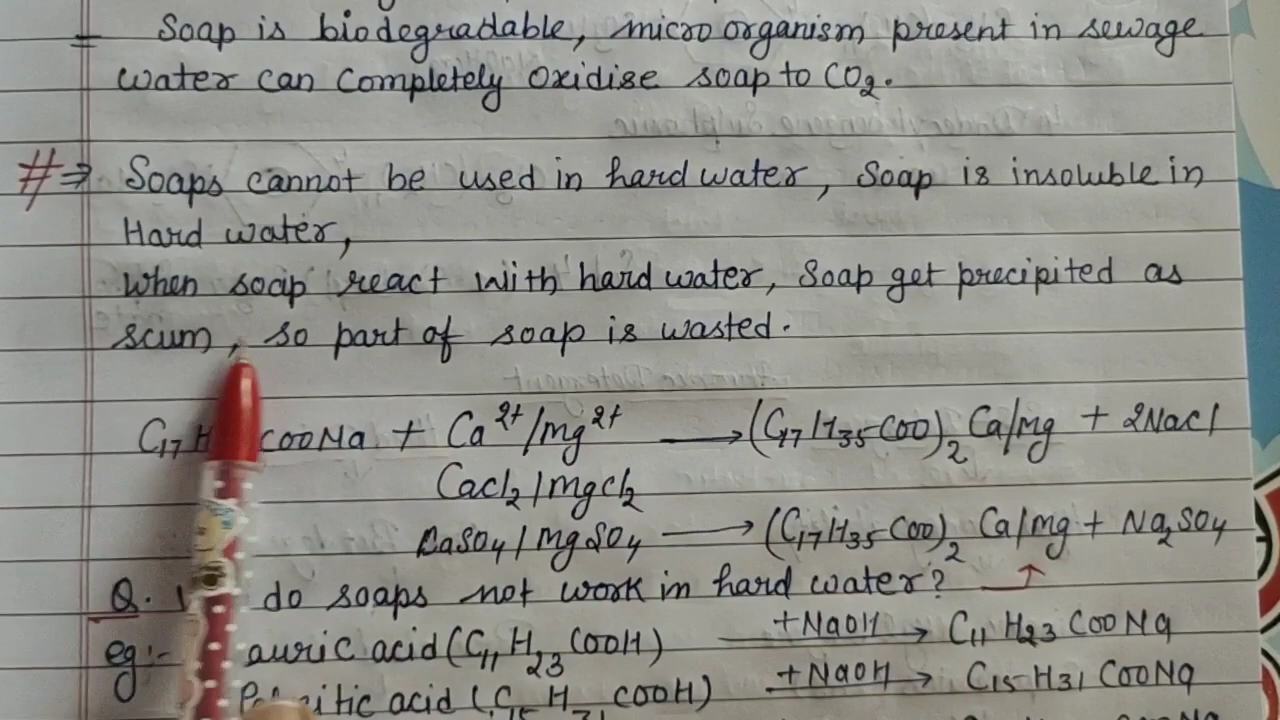 Soap is biodegradable, micro organism present in sewage
water can completely oxidise soap to CO2.
#⇒ Soaps cannot be used in hard water, Soap is insoluble in
Hard water,
When soap react with hard water, Soap get precipited as
scum, so part of soap is wasted.
C17H COONa + Ca2+/Mg2+ → (C17H35COO)2 Ca/Mg + 2NaCl
CaCl2/MgCl2
CaSO4/MgSO4 → (C17H35COO)2 Ca/Mg + Na2SO4
Q. do soaps not work in hard water? ↑
eg:- auric acid (C11H23COOH) +NaOH → C11H23COONa
itic acid (C15H31COOH) +NaOH → C15H31COONa